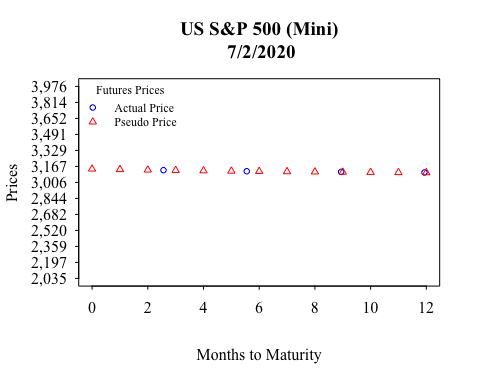 US S&P 500 (Mini)
7/2/2020
Futures Prices
Actual Price
Pseudo Price
Prices
3,976
3,814
3,652
3,491
3,329
3,167
3,006
2,844
2,682
2,520
2,359
2,197
2,035
0 2 4 6 8 10 12
Months to Maturity